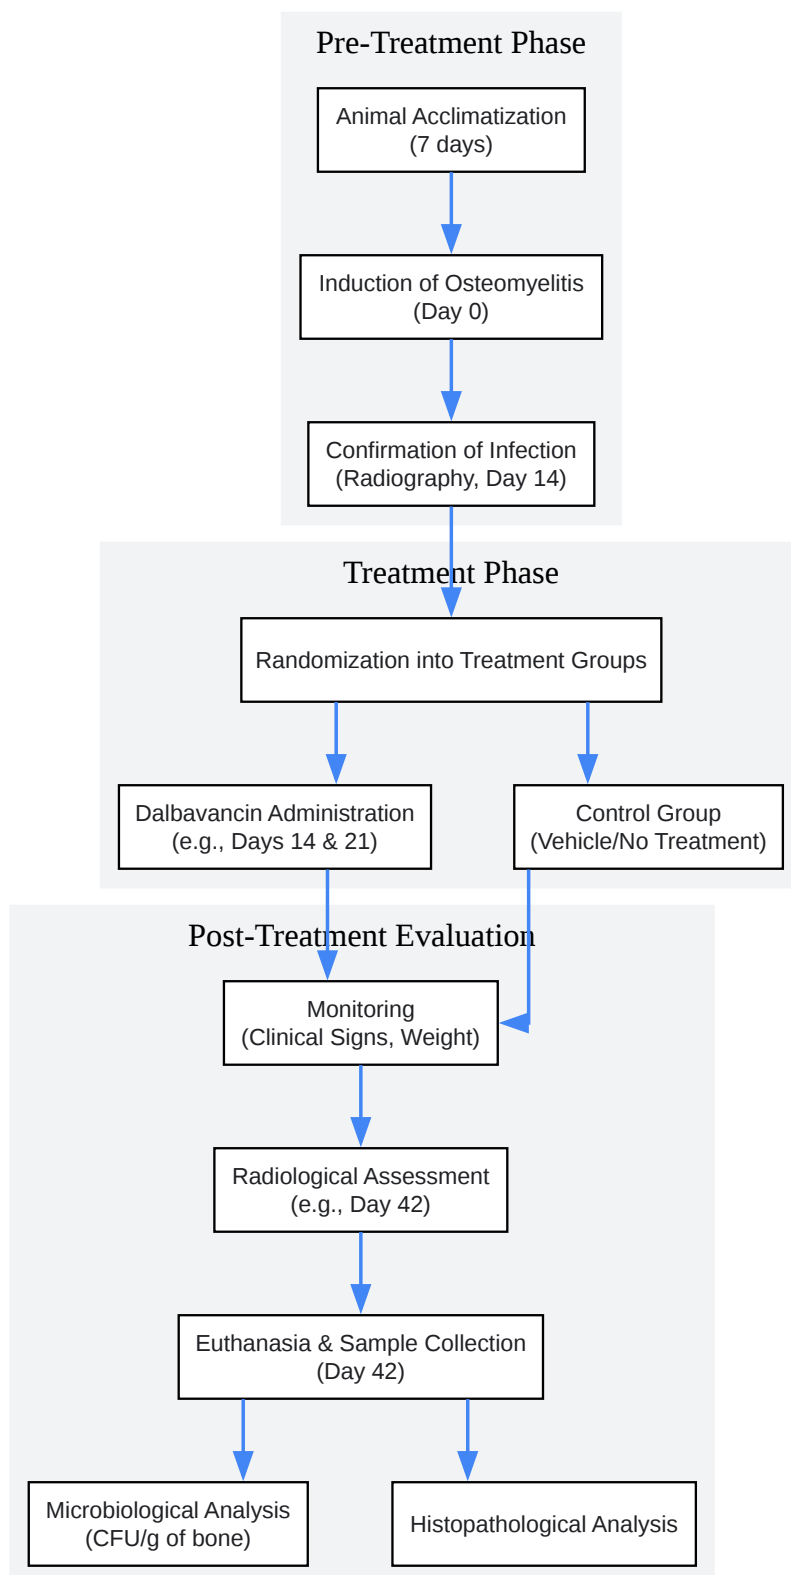 Pre-Treatment Phase
Animal Acclimatization
(7 days)
Induction of Osteomyelitis
(Day 0)
Confirmation of Infection
(Radiography, Day 14)
Treatment Phase
Randomization into Treatment Groups
Dalbavancin Administration
(e.g., Days 14 & 21)
Control Group
(Vehicle/No Treatment)
Post-Treatment Evaluation
Monitoring
(Clinical Signs, Weight)
Radiological Assessment
(e.g., Day 42)
Euthanasia & Sample Collection
(Day 42)
Microbiological Analysis
(CFU/g of bone)
Histopathological Analysis